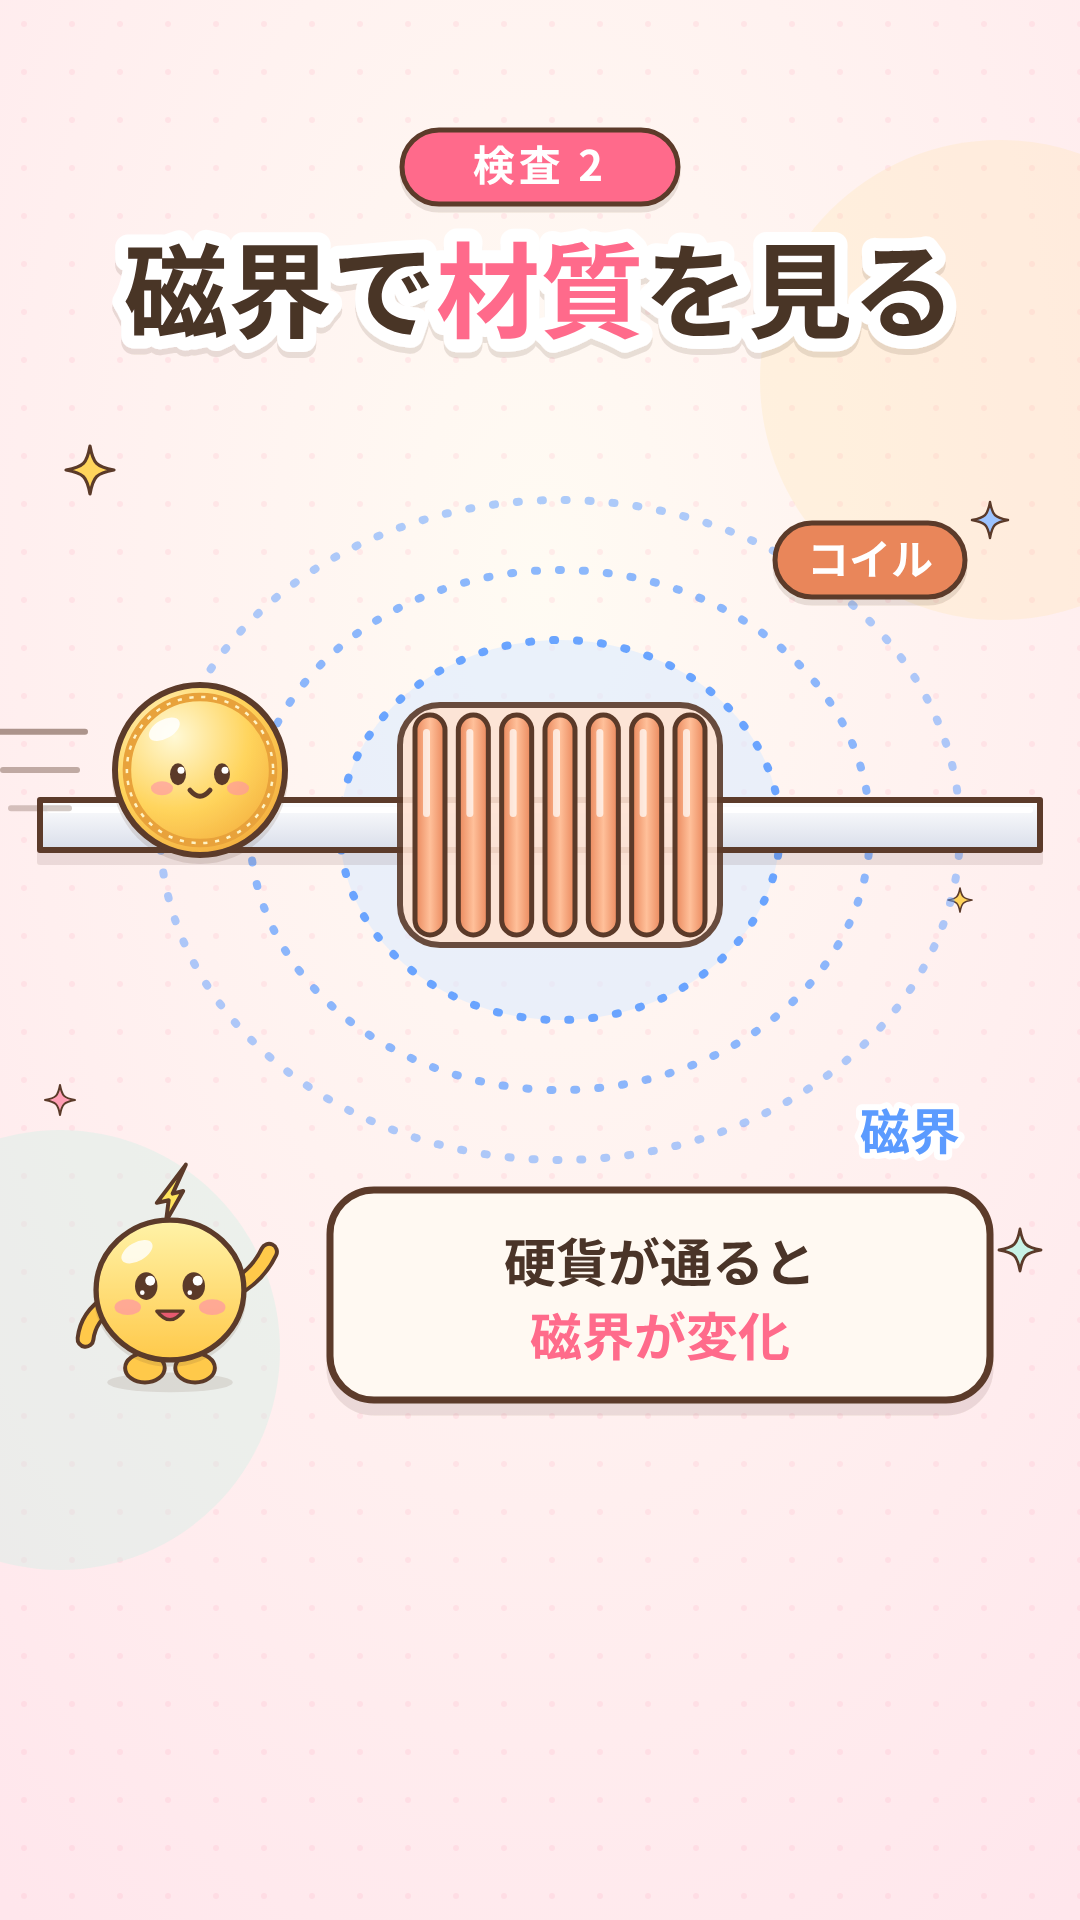 検査 2
磁界で材質を見る
コイル
磁界
硬貨が通ると
磁界が変化